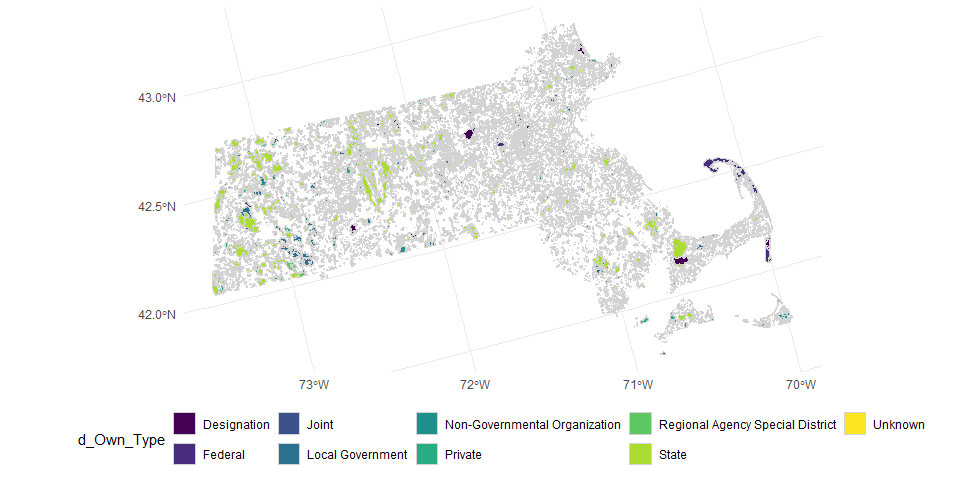 43.0°N
42.5°N
42.0°N
73°W 72°W 71°W 70°W
d_Own_Type
Designation Joint Non-Governmental Organization Regional Agency Special District Unknown
Federal Local Government Private State